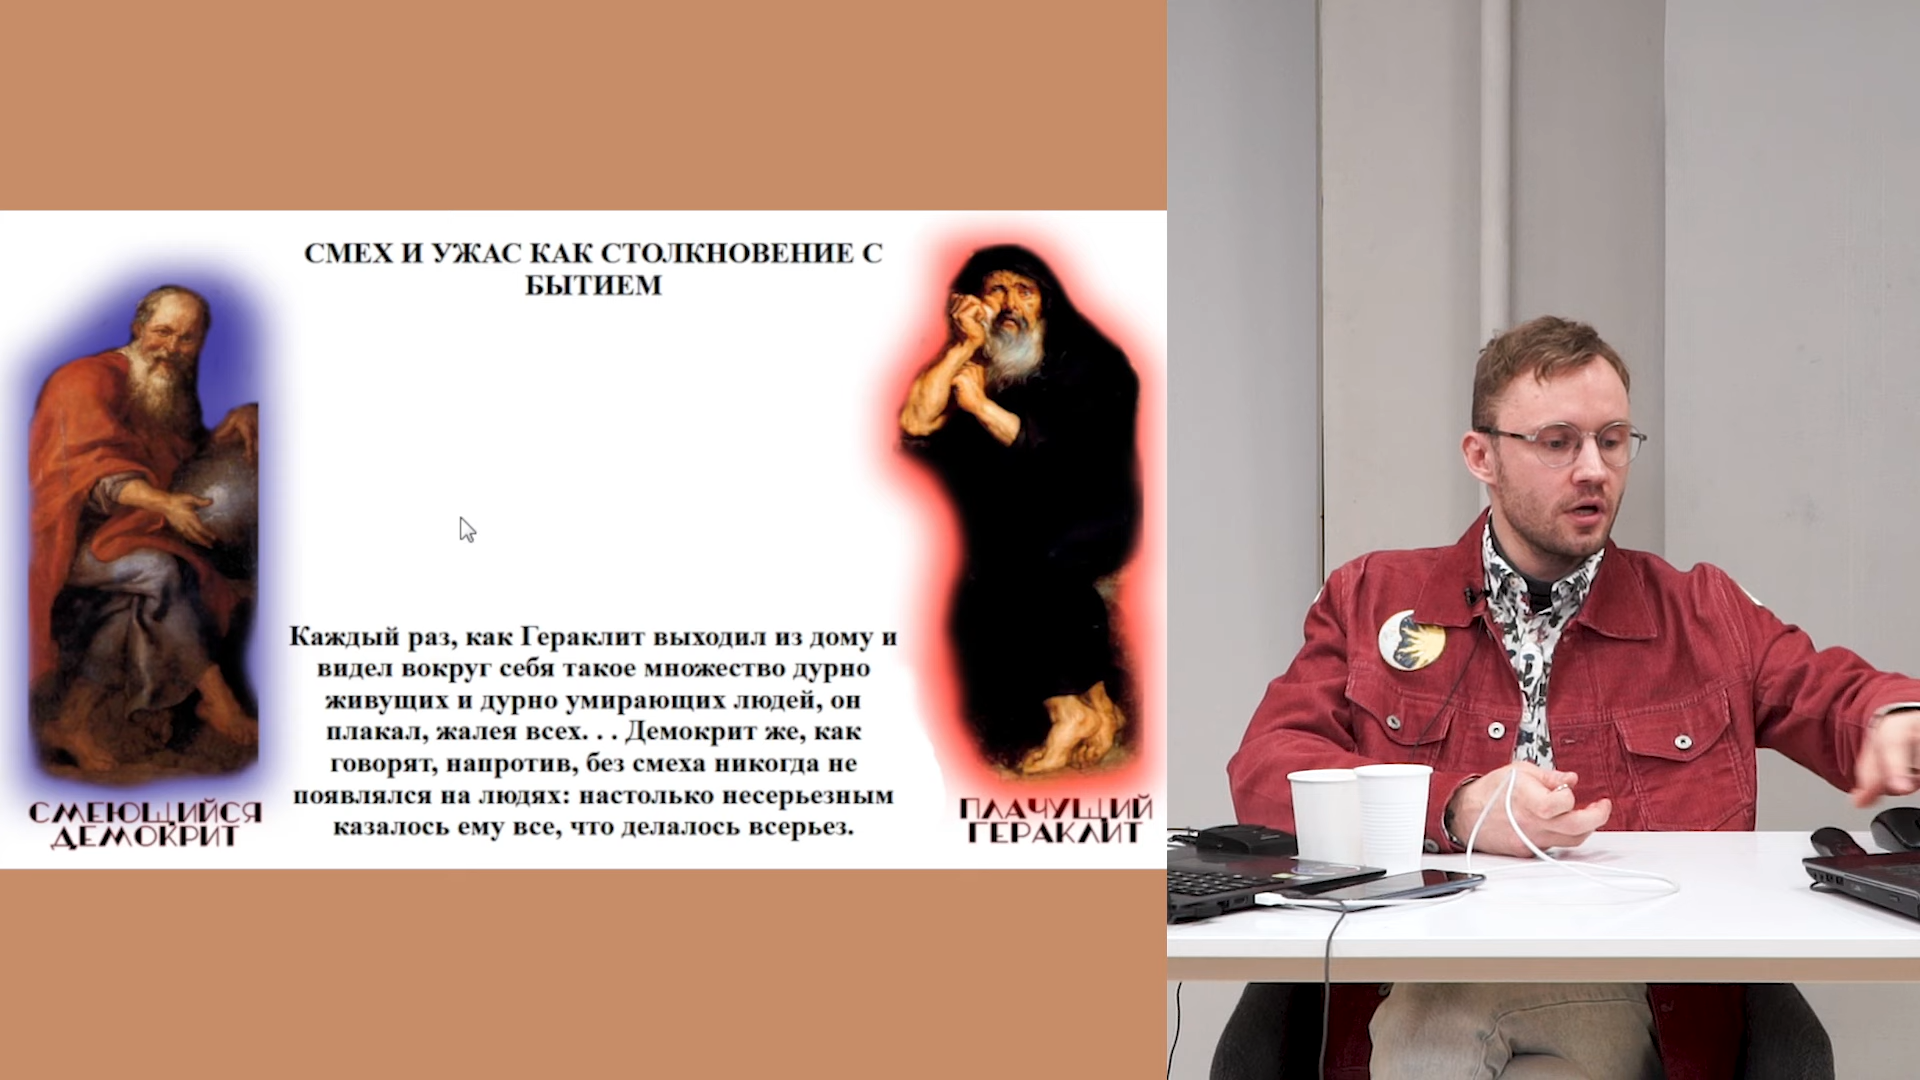 СМЕХ И УЖАС КАК СТОЛКНОВЕНИЕ С
БЫТИЕМ
Каждый раз, как Гераклит выходил из дому и
видел вокруг себя такое множество дурно
живущих и дурно умирающих людей, он
плакал, жалея всех. . . Демокрит же, как
говорят, напротив, без смеха никогда не
появлялся на людях: настолько несерьезным
казалось ему все, что делалось всерьез.
СМЕЮЩИЙСЯ
ДЕМОКРИТ
ПЛАЧУЩИЙ
ГЕРАКЛИТ